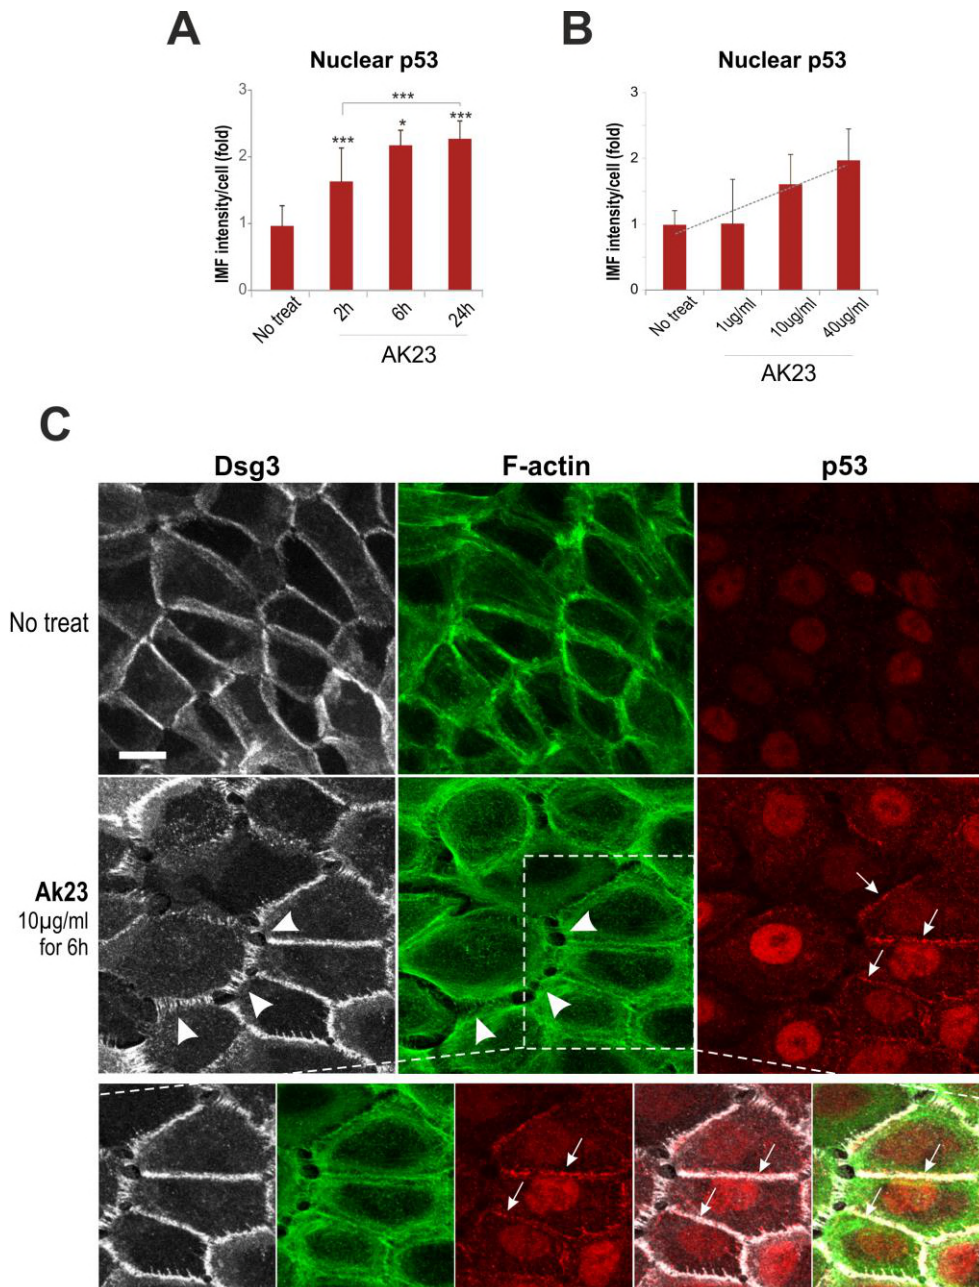 A
Nuclear p53
IMF intensity/cell (fold)
3
2
1
0
***
***
*
***
No treat
2h
6h
24h
AK23
B
Nuclear p53
IMF intensity/cell (fold)
3
2
1
0
No treat
1ug/ml
10ug/ml
40ug/ml
AK23
C
Dsg3
F-actin
p53
No treat
Ak23
10µg/ml
for 6h